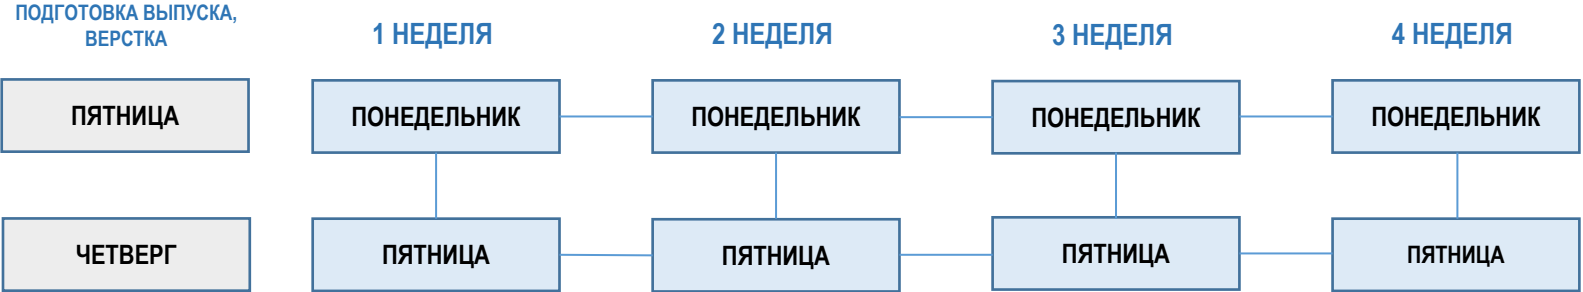 ПОДГОТОВКА ВЫПУСКА,
ВЕРСТКА
1 НЕДЕЛЯ
2 НЕДЕЛЯ
3 НЕДЕЛЯ
4 НЕДЕЛЯ
ПЯТНИЦА
ПОНЕДЕЛЬНИК
ПОНЕДЕЛЬНИК
ПОНЕДЕЛЬНИК
ПОНЕДЕЛЬНИК
ЧЕТВЕРГ
ПЯТНИЦА
ПЯТНИЦА
ПЯТНИЦА
ПЯТНИЦА